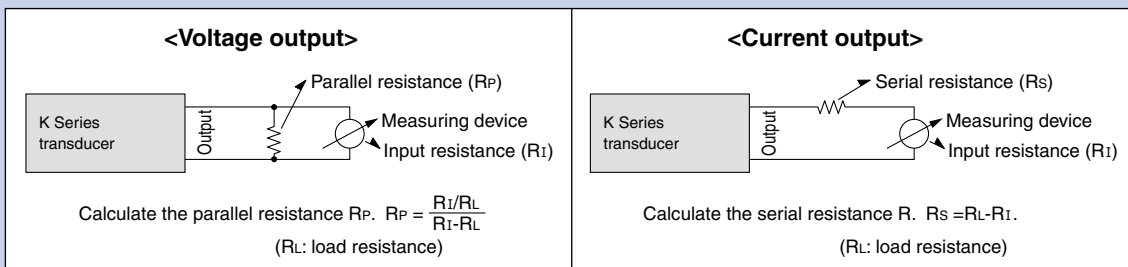 <Voltage output>
Parallel resistance (RP)
K Series
transducer
Output
Measuring device
Input resistance (RI)
Calculate the parallel resistance RP. RP = RI/RL
RI-RL
(RL: load resistance)
<Current output>
Serial resistance (RS)
K Series
transducer
Output
Measuring device
Input resistance (RI)
Calculate the serial resistance R. RS =RL-RI.
(RL: load resistance)